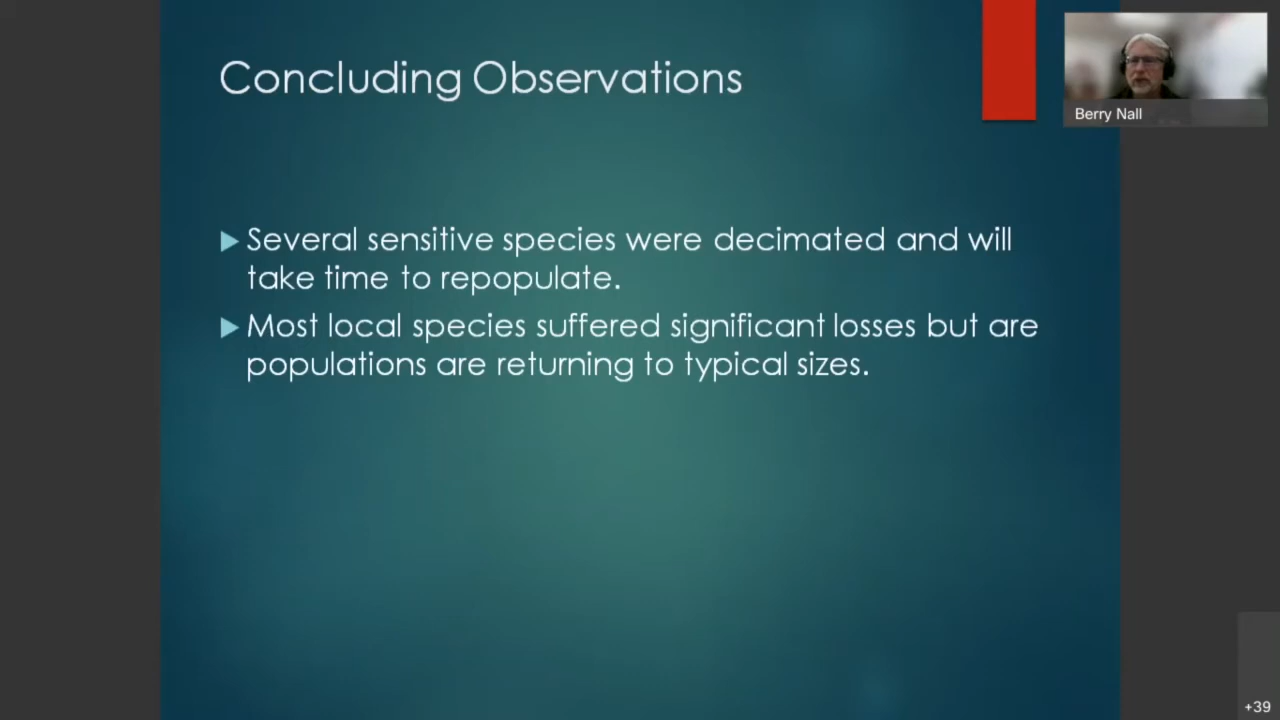 Concluding Observations
Berry Nall
Several sensitive species were decimated and will
take time to repopulate.
Most local species suffered significant losses but are
populations are returning to typical sizes.
+39